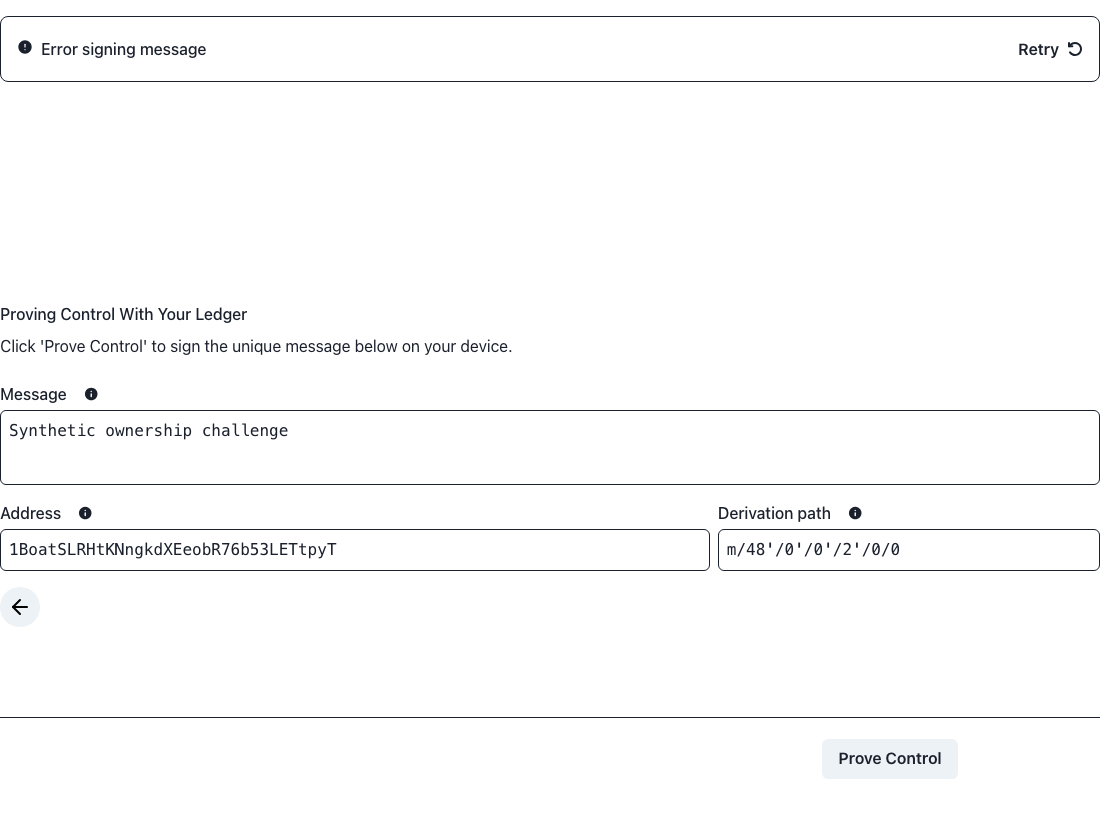 Error signing message
Retry
Proving Control With Your Ledger
Click 'Prove Control' to sign the unique message below on your device.
Message
Synthetic ownership challenge
Address
Derivation path
1BoatSLRHtKNngkdXEeobR76b53LETtpyT
m/48'/0'/0'/2'/0/0
Prove Control